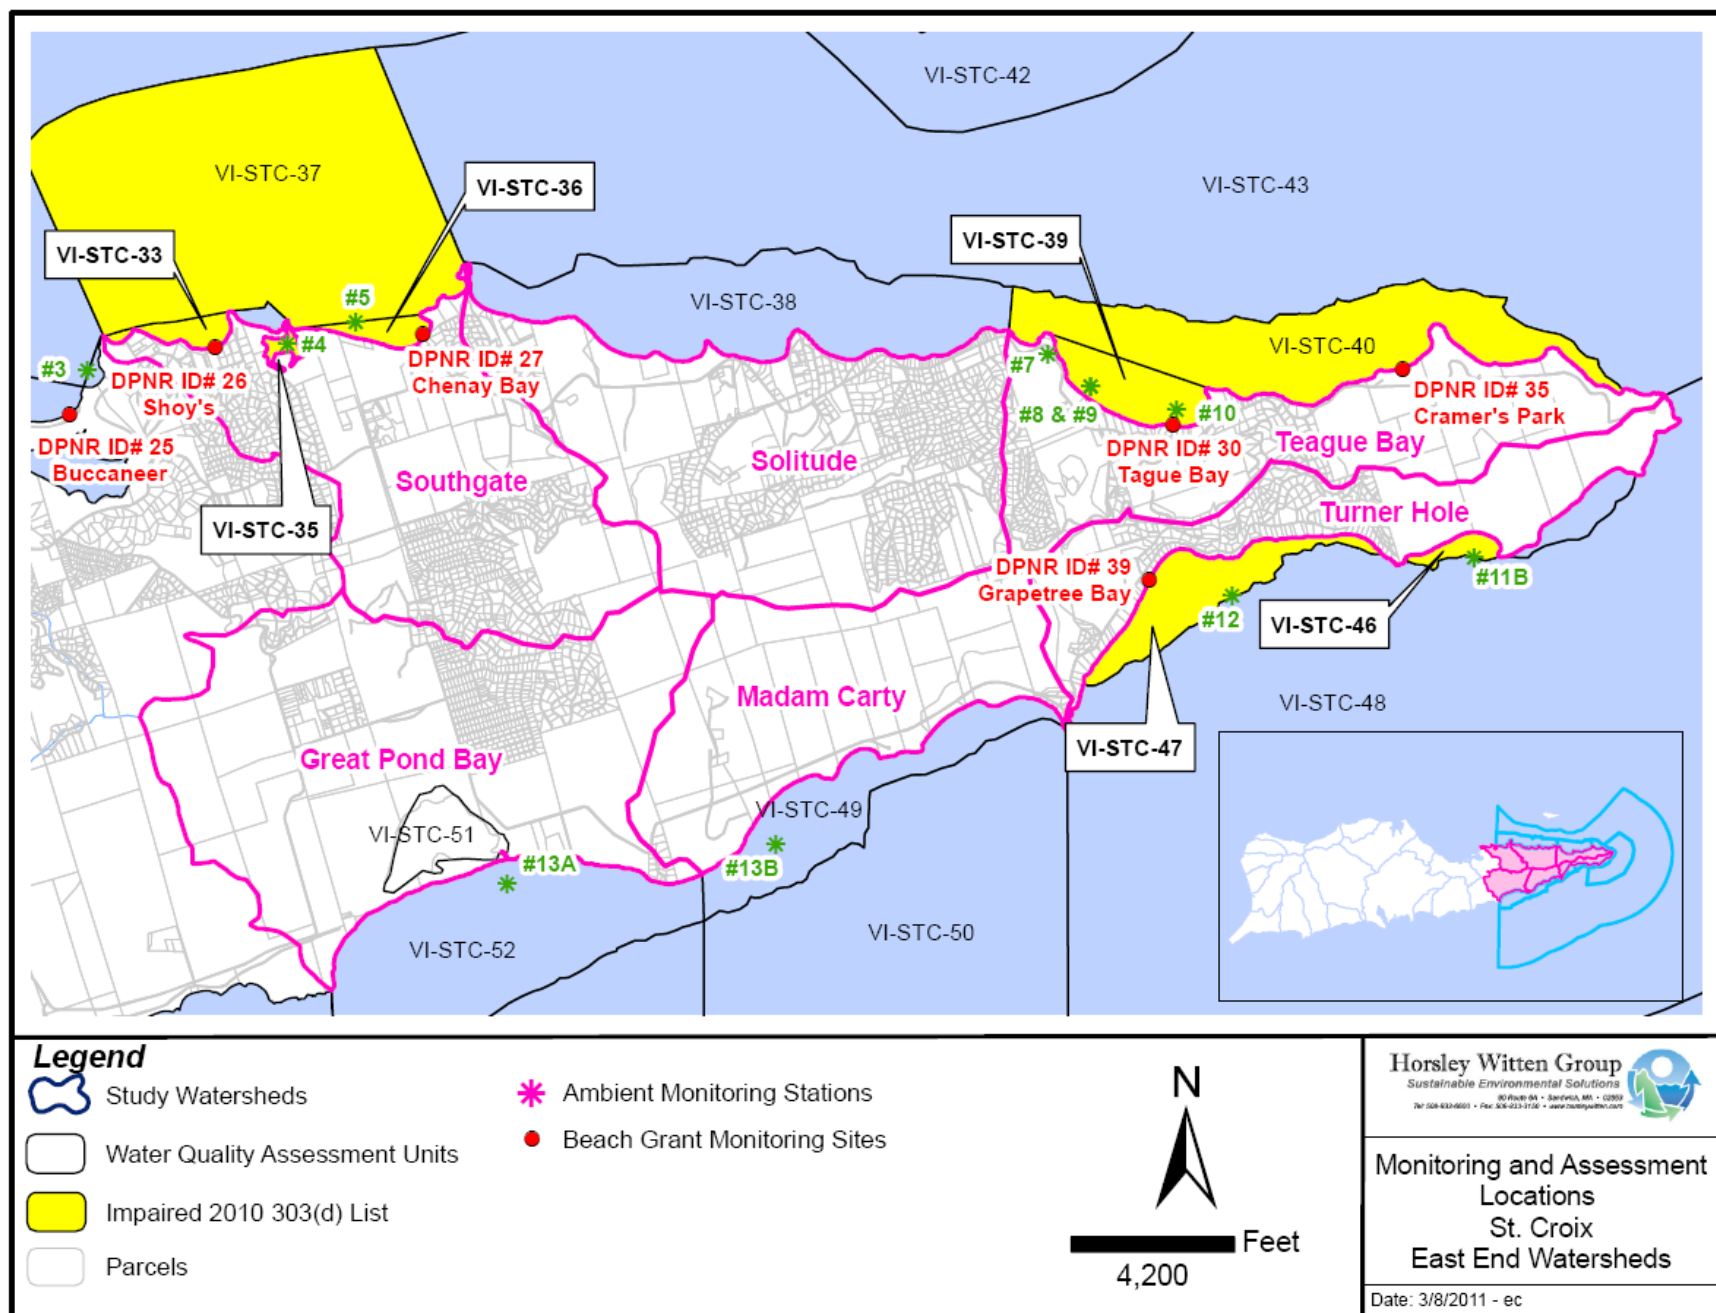 VI-STC-42
VI-STC-37
VI-STC-36
VI-STC-43
VI-STC-33
VI-STC-39
#5
VI-STC-38
#4
#3
DPNR ID# 26
Shoy's
DPNR ID# 27
Chenay Bay
#7
VI-STC-40
#8 & #9
#10
DPNR ID# 35
Cramer's Park
DPNR ID# 25
Buccaneer
DPNR ID# 30
Tague Bay
Teague Bay
Southgate
Solitude
VI-STC-35
Turner Hole
DPNR ID# 39
Grapetree Bay
#11B
#12
VI-STC-46
Madam Carty
VI-STC-48
VI-STC-47
Great Pond Bay
VI-STC-49
VI-STC-51
#13A
#13B
VI-STC-52
VI-STC-50
Legend
Study Watersheds
Water Quality Assessment Units
Impaired 2010 303(d) List
Parcels
Ambient Monitoring Stations
Beach Grant Monitoring Sites
N
Feet
4,200
Horsley Witten Group
Sustainable Environmental Solutions
90 Route 6A • Sandwich, MA • 02563
Monitoring and Assessment
Locations
St. Croix
East End Watersheds
Date: 3/8/2011 - ec